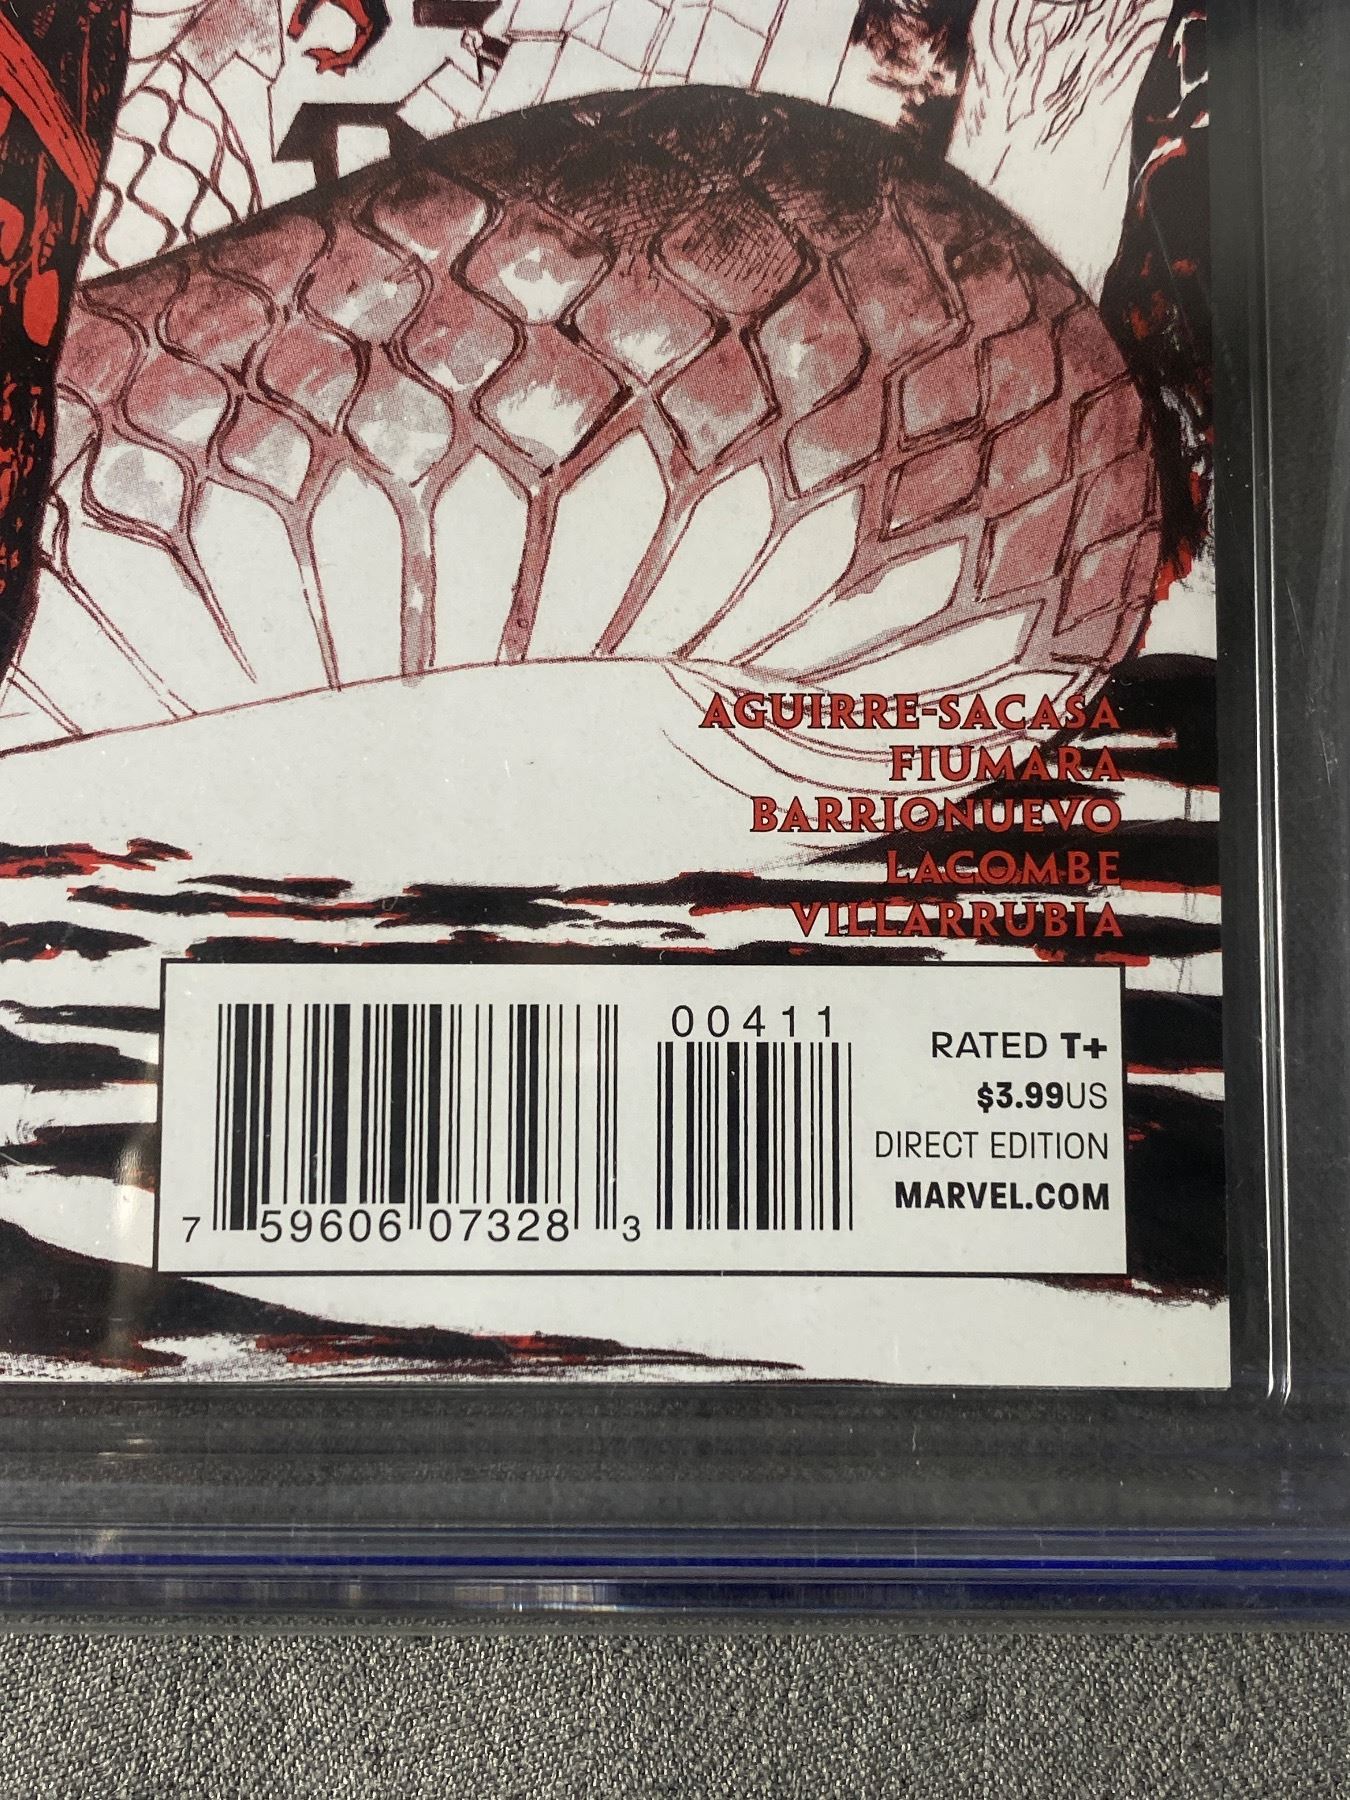 AGUIRRE-SACASA
FIUMARA
BARRIONUEVO
LACOMBE
VILLARRUBIA
00411
RATED T+
$3.99US
DIRECT EDITION
MARVEL.COM
7 59606 07328 3